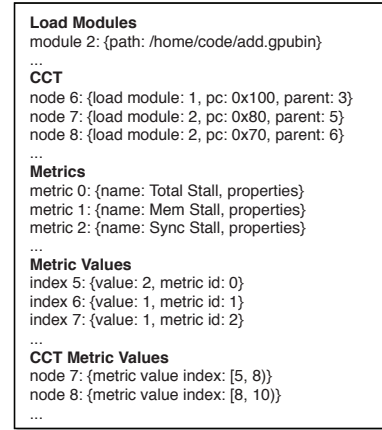 Load Modules
module 2: {path: /home/code/add.gpubin}
...
CCT
node 6: {load module: 1, pc: 0x100, parent: 3}
node 7: {load module: 2, pc: 0x80, parent: 5}
node 8: {load module: 2, pc: 0x70, parent: 6}
...
Metrics
metric 0: {name: Total Stall, properties}
metric 1: {name: Mem Stall, properties}
metric 2: {name: Sync Stall, properties}
...
Metric Values
index 5: {value: 2, metric id: 0}
index 6: {value: 1, metric id: 1}
index 7: {value: 1, metric id: 2}
...
CCT Metric Values
node 7: {metric value index: [5, 8)}
node 8: {metric value index: [8, 10)}
...